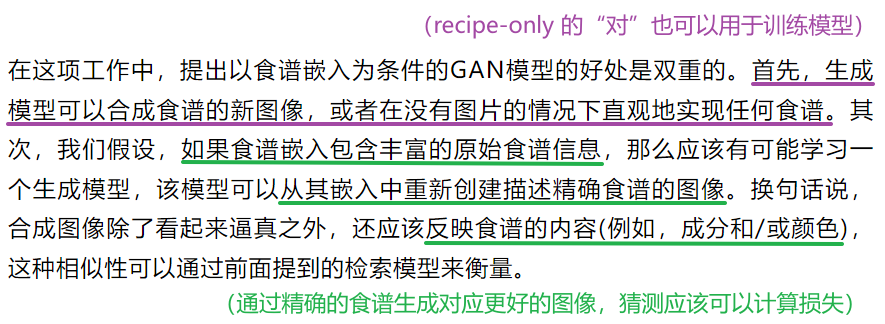 （recipe-only 的“对”也可以用于训练模型）
在这项工作中，提出以食谱嵌入为条件的GAN模型的好处是双重的。首先，生成
模型可以合成食谱的新图像，或者在没有图片的情况下直观地实现任何食谱。其
次，我们假设，如果食谱嵌入包含丰富的原始食谱信息，那么应该有可能学习一
个生成模型，该模型可以从其嵌入中重新创建描述精确食谱的图像。换句话说，
合成图像除了看起来逼真之外，还应该反映食谱的内容(例如，成分和/或颜色)，
这种相似性可以通过前面提到的检索模型来衡量。
（通过精确的食谱生成对应更好的图像，猜测应该可以计算损失）